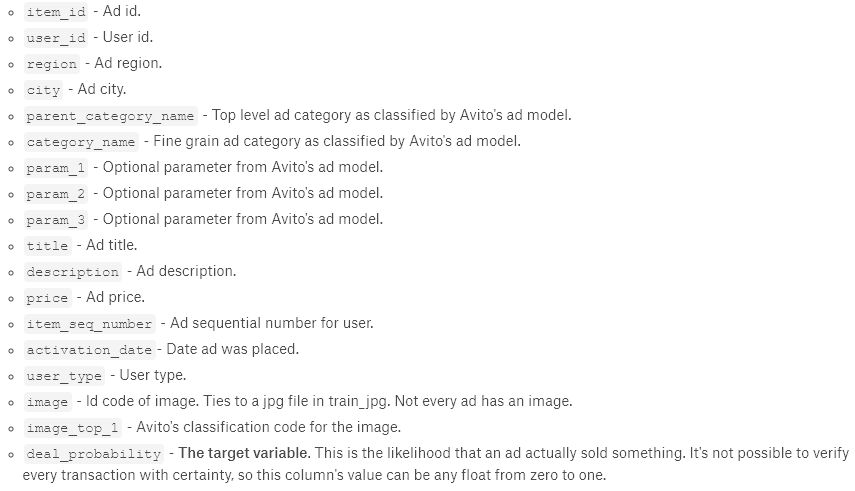 item_id - Ad id.
user_id - User id.
region - Ad region.
city - Ad city.
parent_category_name - Top level ad category as classified by Avito's ad model.
category_name - Fine grain ad category as classified by Avito's ad model.
param_1 - Optional parameter from Avito's ad model.
param_2 - Optional parameter from Avito's ad model.
param_3 - Optional parameter from Avito's ad model.
title - Ad title.
description - Ad description.
price - Ad price.
item_seq_number - Ad sequential number for user.
activation_date - Date ad was placed.
user_type - User type.
image - Id code of image. Ties to a jpg file in train_jpg. Not every ad has an image.
image_top_1 - Avito's classification code for the image.
deal_probability - The target variable. This is the likelihood that an ad actually sold something. It's not possible to verify
every transaction with certainty, so this column's value can be any float from zero to one.